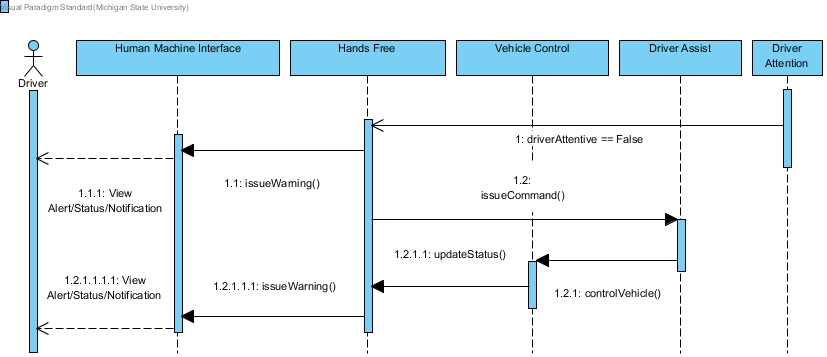 Visual Paradigm Standard(Michigan State University)
Human Machine Interface
Hands Free
Vehicle Control
Driver Assist
Driver
Attention
Driver
1: driverAttentive == False
1.1: issueWarning()
1.2:
issueCommand()
1.1.1: View
Alert/Status/Notification
1.2.1.1: updateStatus()
1.2.1: controlVehicle()
1.2.1.1.1: issueWarning()
1.2.1.1.1.1: View
Alert/Status/Notification